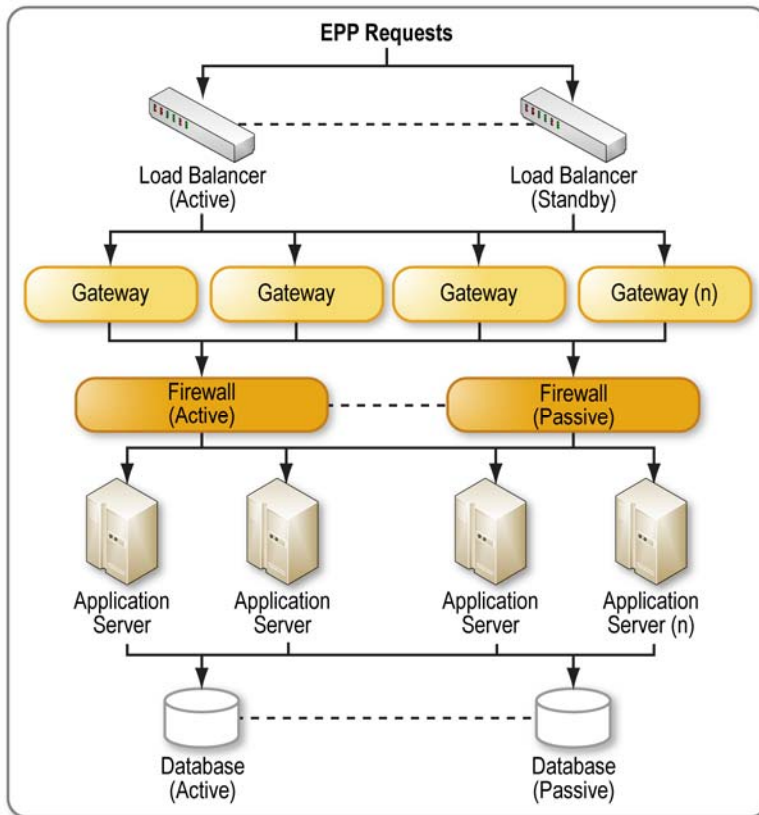 EPP Requests
Load Balancer
(Active)
Load Balancer
(Standby)
Gateway
Gateway
Gateway
Gateway (n)
Firewall
(Active)
Firewall
(Passive)
Application
Server
Application
Server
Application
Server
Application
Server (n)
Database
(Active)
Database
(Passive)